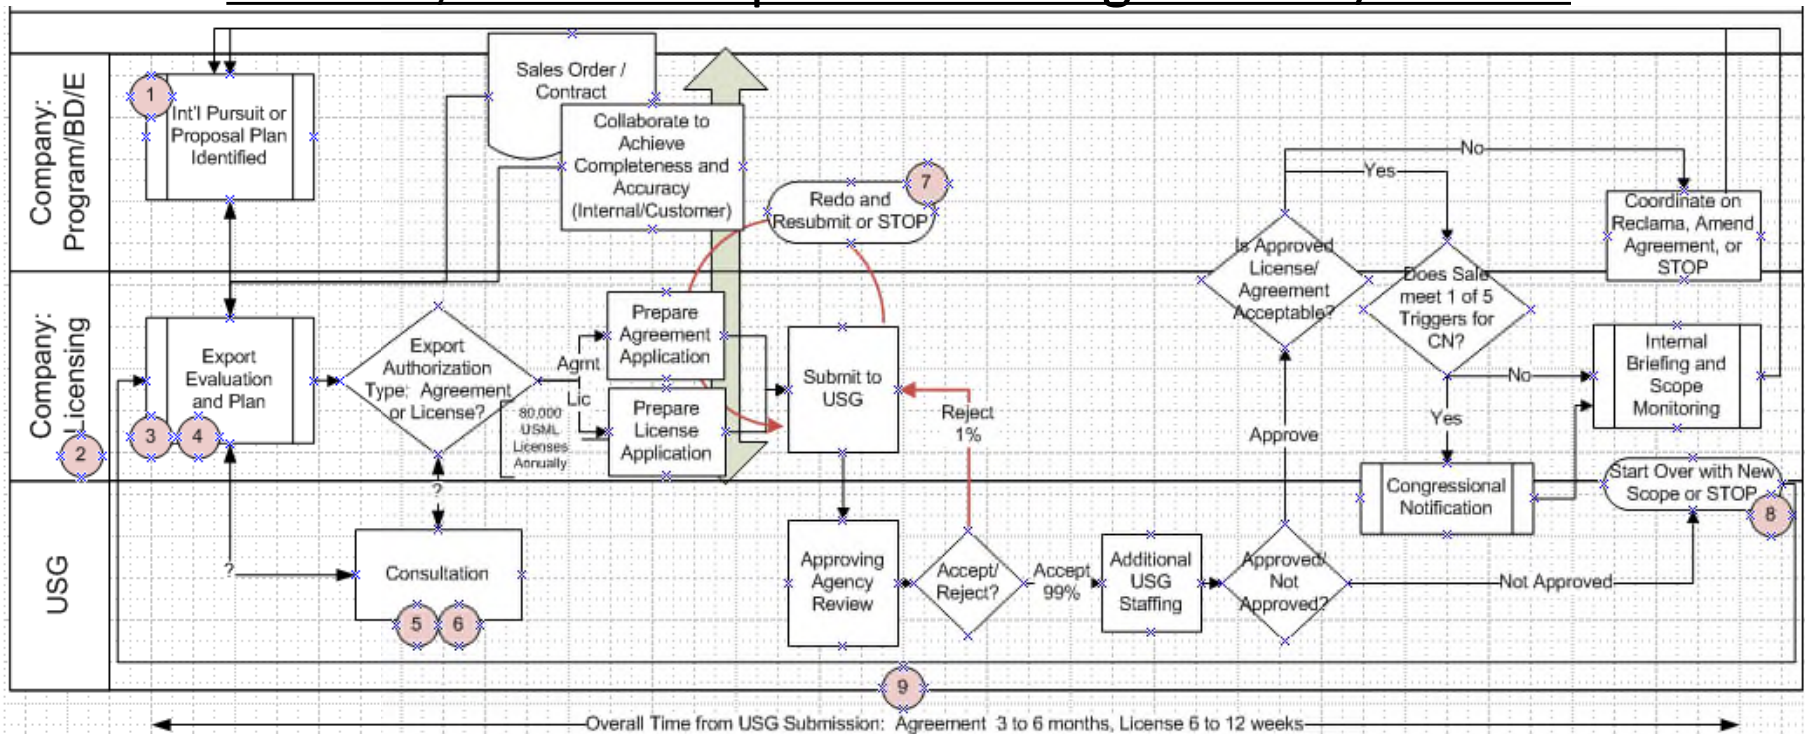 Company:
Program/BD/E
Company:
Licensing
USG
1
Int'l Pursuit or
Proposal Plan
Identified
Sales Order /
Contract
Collaborate to
Achieve
Completeness and
Accuracy
(Internal/Customer)
7
Redo and
Resubmit or STOP
No
Yes
Is Approved
License/
Agreement
Acceptable?
Does Sale
meet 1 of 5
Triggers for
CN?
Coordinate on
Reclama, Amend
Agreement, or
STOP
2
Export
Evaluation
and Plan
3
4
Export
Authorization
Type: Agreement
or License?
Agmt
Lic
80,000
USML
Licenses
Annually
Prepare
Agreement
Application
Prepare
License
Application
Submit to
USG
Reject
1%
Approve
No
Yes
Internal
Briefing and
Scope
Monitoring
Congressional
Notification
Start Over with New
Scope or STOP
8
?
?
Consultation
5
6
Approving
Agency
Review
Accept/
Reject?
Accept
99%
Additional
USG
Staffing
Approved/
Not
Approved?
Not Approved
9
Overall Time from USG Submission: Agreement 3 to 6 months, License 6 to 12 weeks